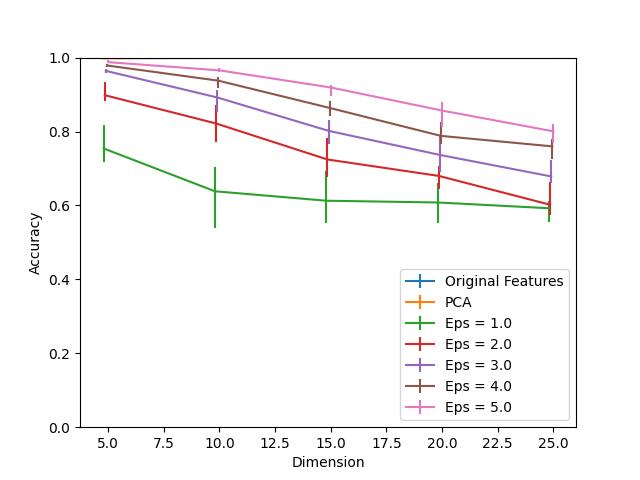 1.0
0.8
0.6
0.4
0.2
0.0
Accuracy
5.0 7.5 10.0 12.5 15.0 17.5 20.0 22.5 25.0
Dimension
Original Features
PCA
Eps = 1.0
Eps = 2.0
Eps = 3.0
Eps = 4.0
Eps = 5.0